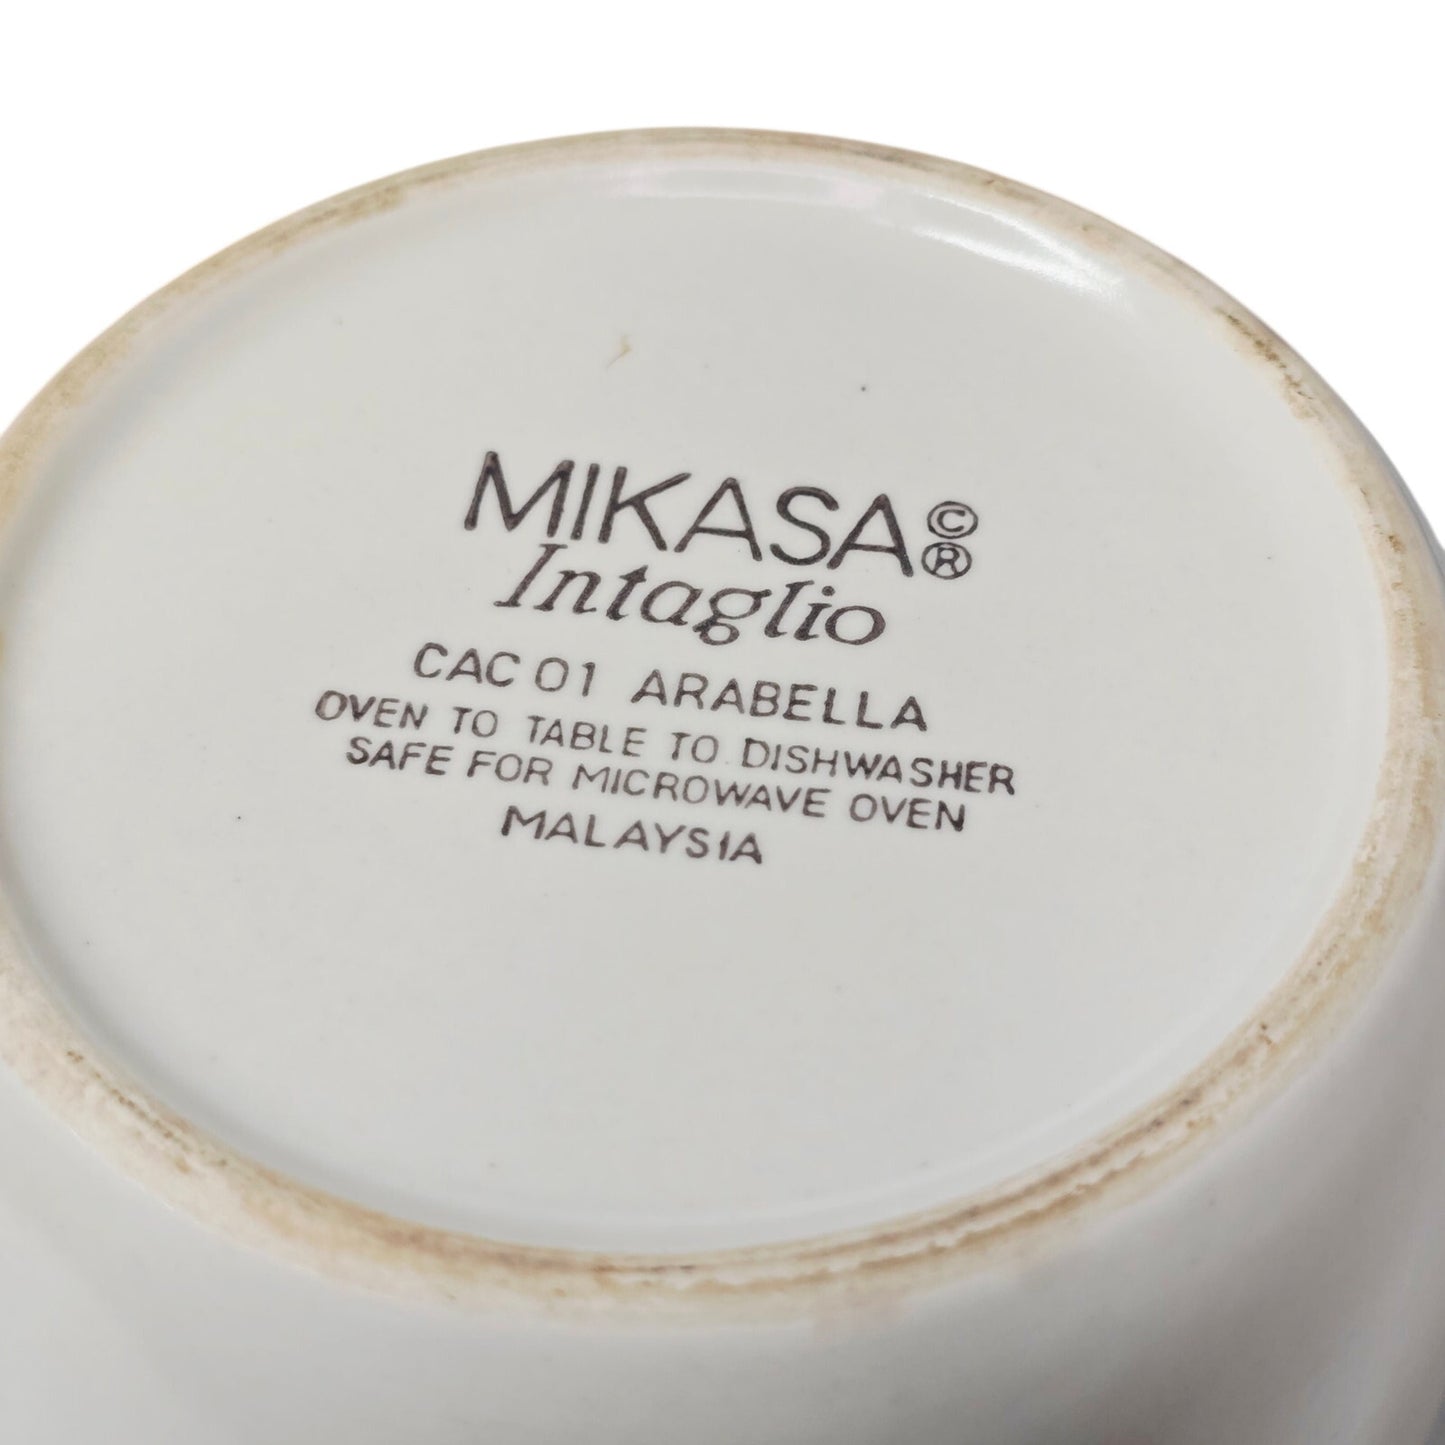 MIKASA©®
Intaglio
CAC 01 ARABELLA
OVEN TO TABLE TO DISHWASHER
SAFE FOR MICROWAVE OVEN
MALAYSIA